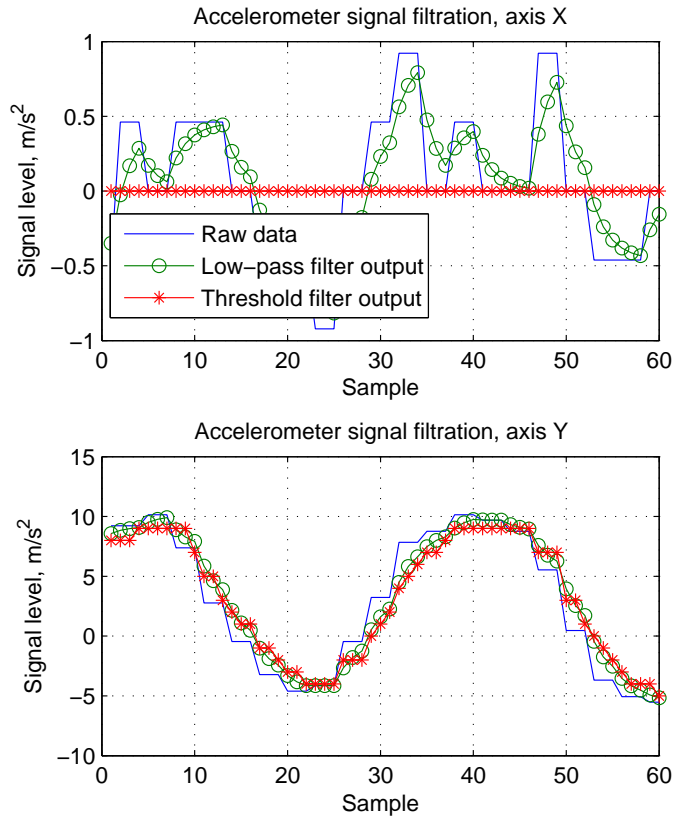 Accelerometer signal filtration, axis X
Signal level, m/s²
1
0.5
0
−0.5
−1
Raw data
Low−pass filter output
Threshold filter output
0 10 20 30 40 50 60
Sample
Accelerometer signal filtration, axis Y
Signal level, m/s²
15
10
5
0
−5
−10
0 10 20 30 40 50 60
Sample